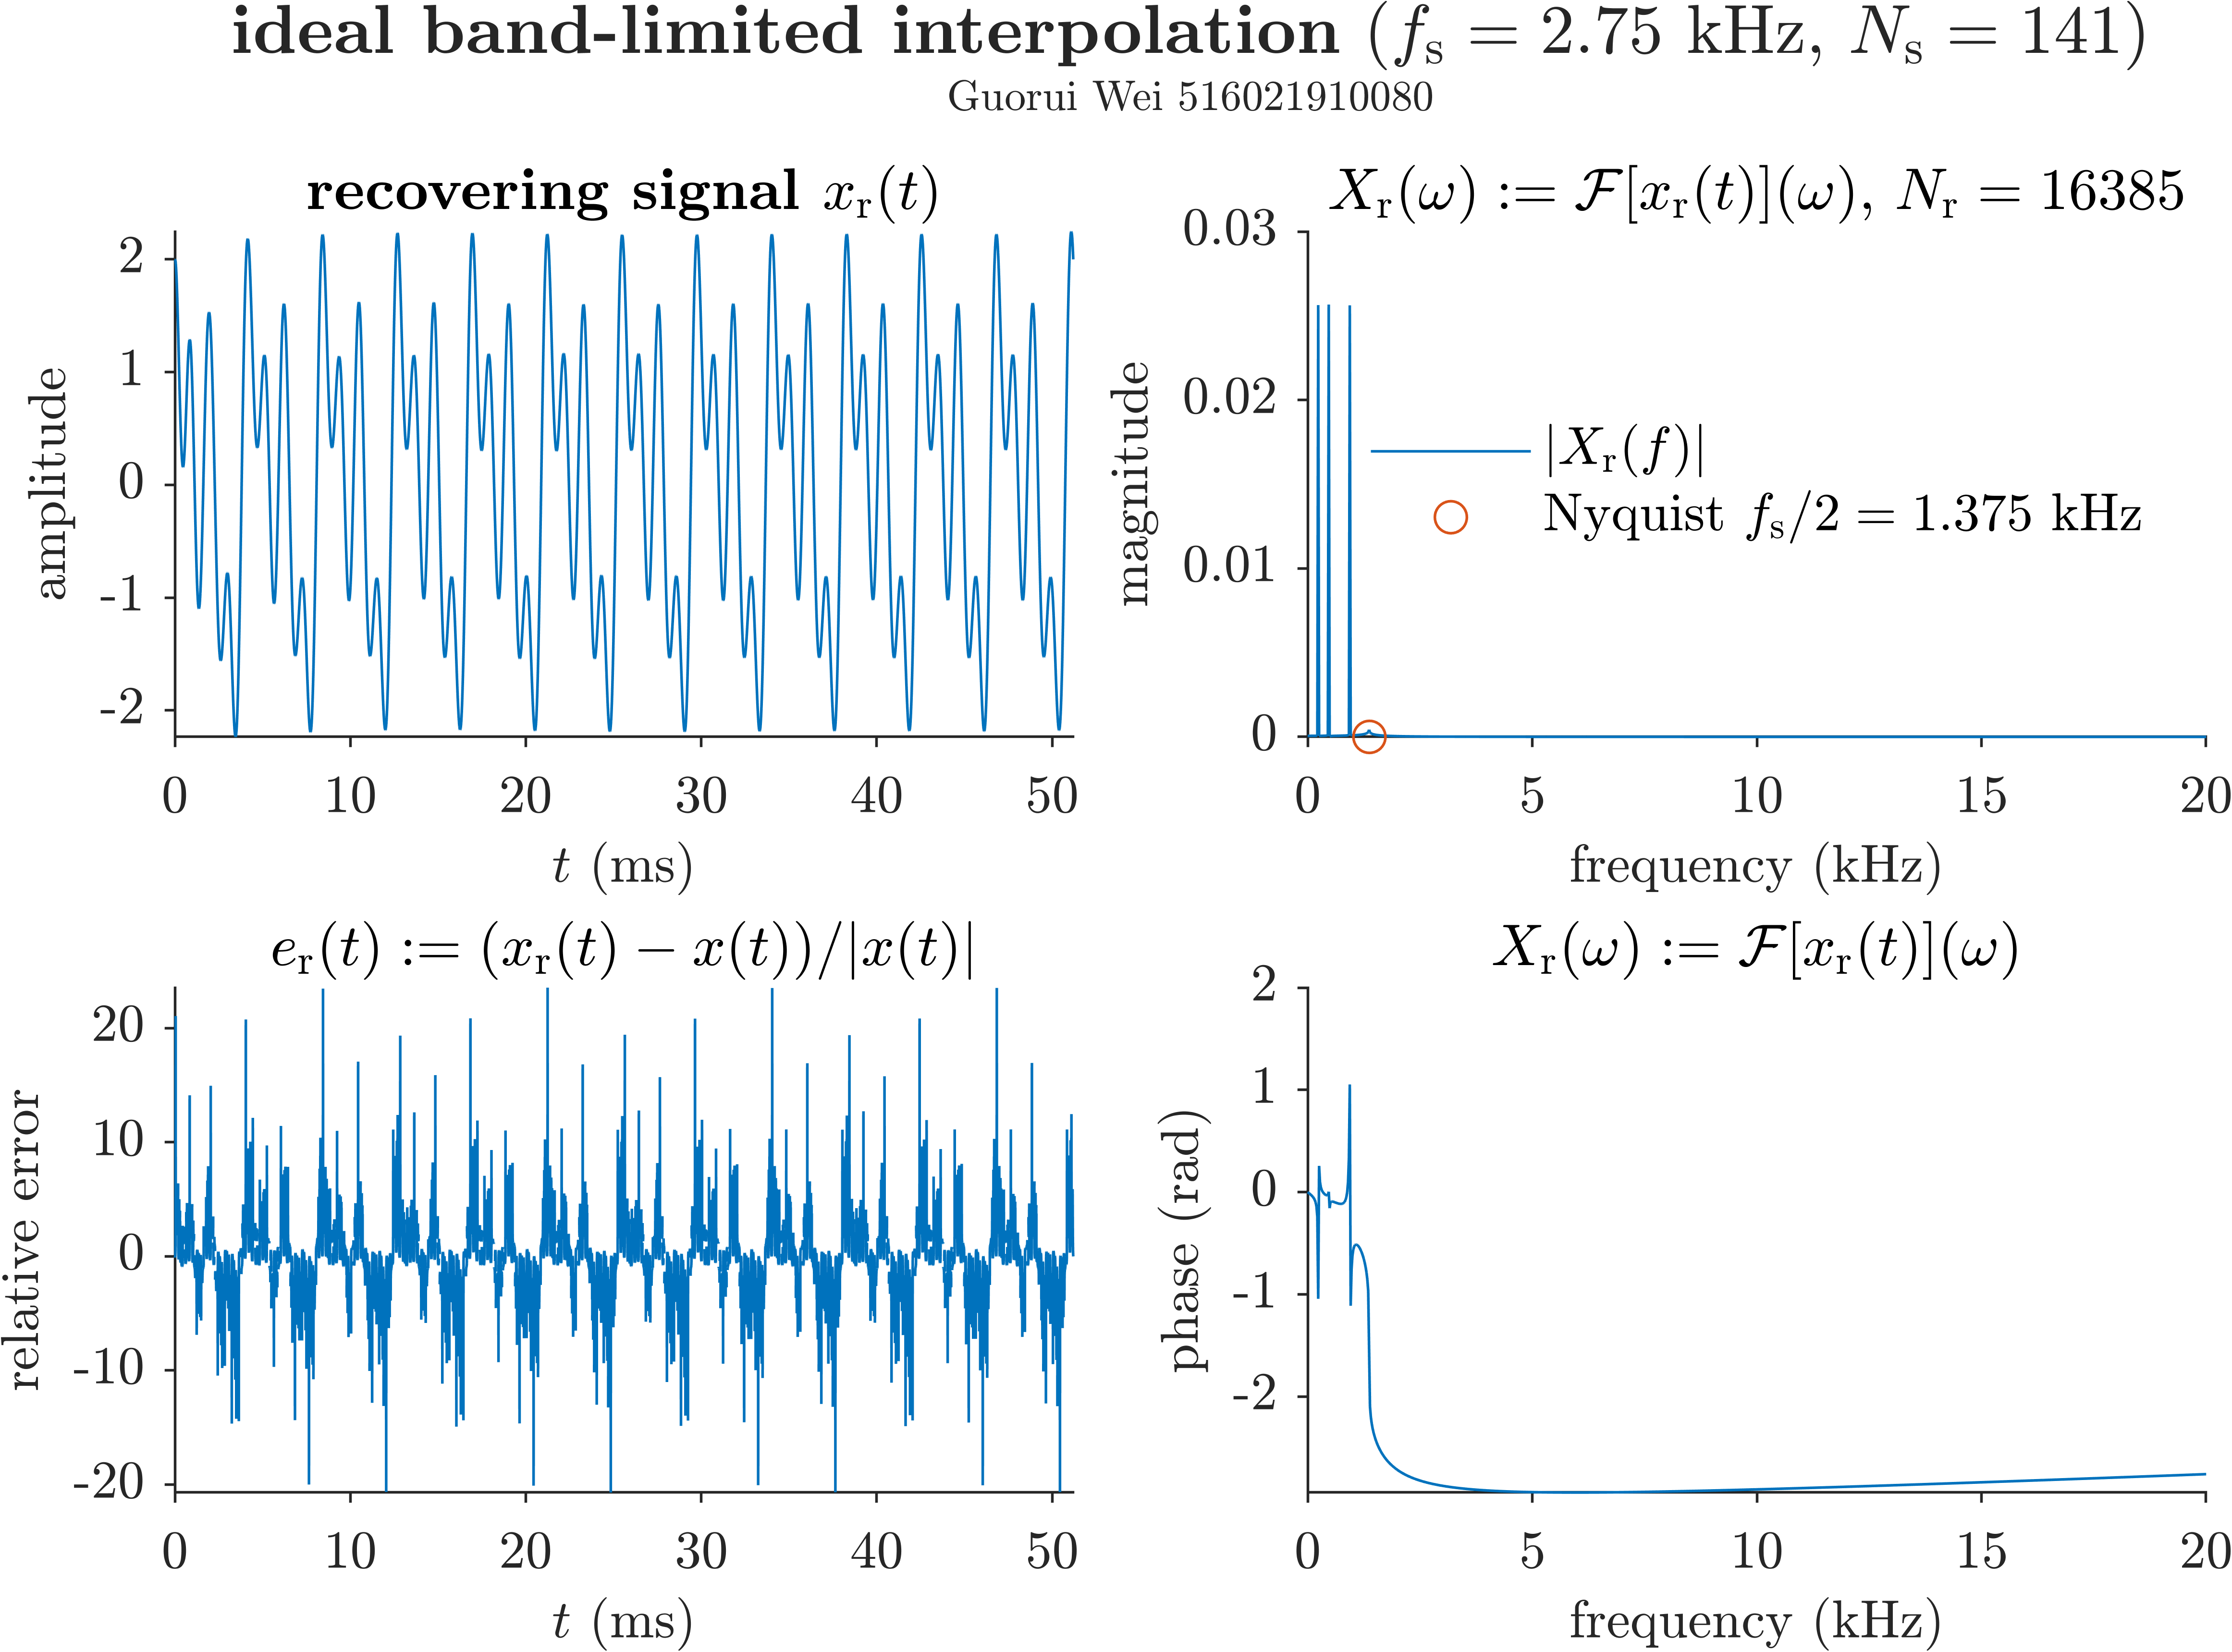 ideal band-limited interpolation (fs = 2.75 kHz, Ns = 141)
Guorui Wei 516021910080
recovering signal xr(t)
2
1
0
-1
-2
amplitude
0 10 20 30 40 50
t (ms)
Xr(ω) := ℱ[xr(t)](ω), Nr = 16385
0.03
0.02
0.01
0
magnitude
|Xr(f)|
Nyquist fs/2 = 1.375 kHz
0 5 10 15 20
frequency (kHz)
er(t) := (xr(t) − x(t))/|x(t)|
20
10
0
-10
-20
relative error
0 10 20 30 40 50
t (ms)
Xr(ω) := ℱ[xr(t)](ω)
2
1
0
-1
-2
phase (rad)
0 5 10 15 20
frequency (kHz)